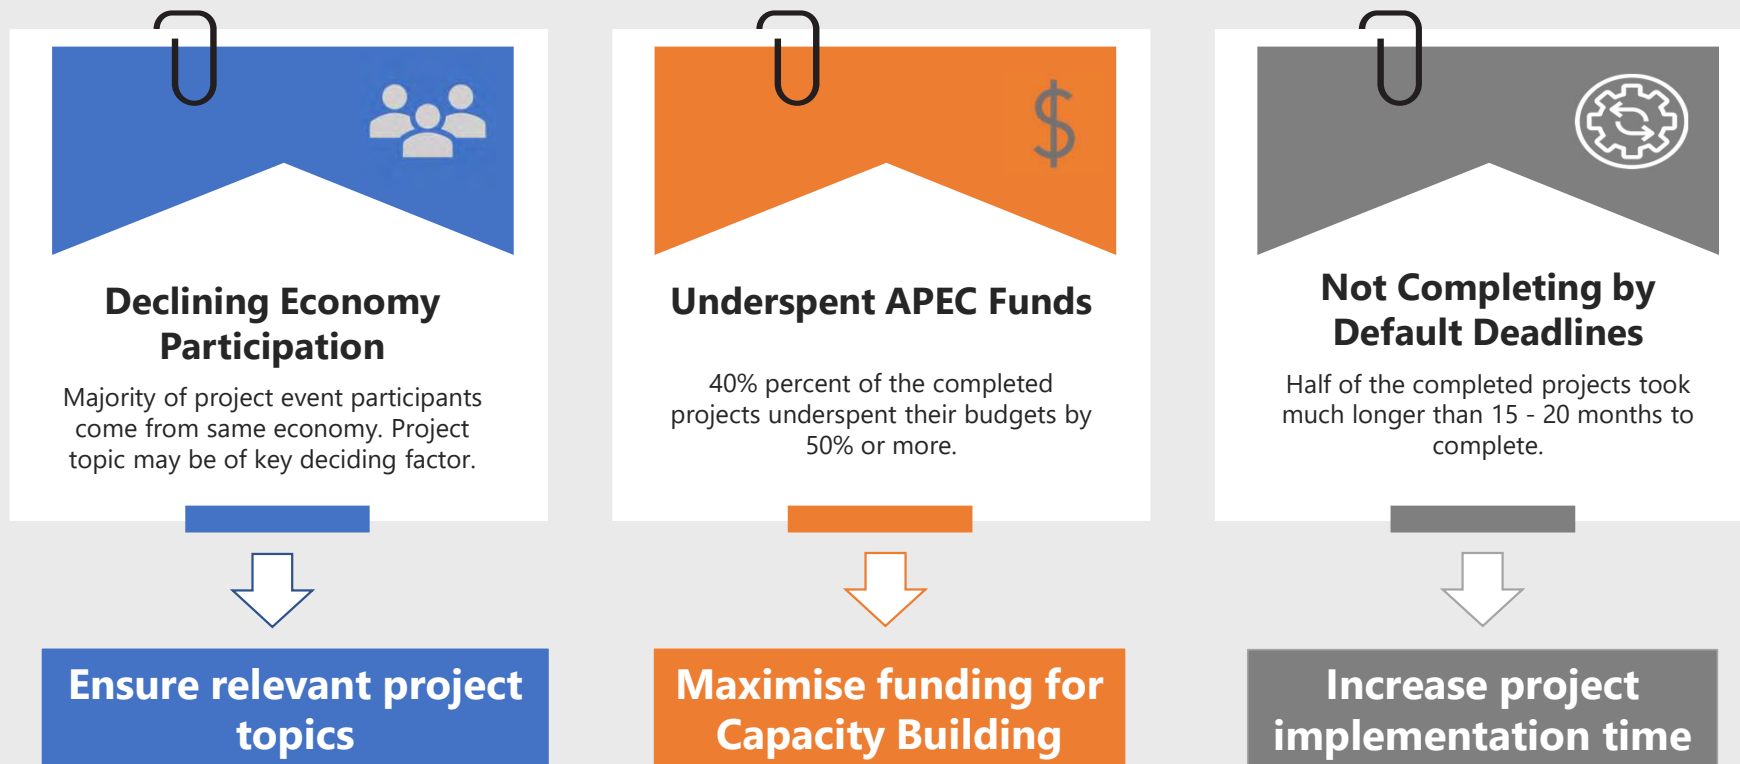 Declining Economy
Participation
Majority of project event participants
come from same economy. Project
topic may be of key deciding factor.
Ensure relevant project
topics
$
Underspent APEC Funds
40% percent of the completed
projects underspent their budgets by
50% or more.
Maximise funding for
Capacity Building
Not Completing by
Default Deadlines
Half of the completed projects took
much longer than 15 - 20 months to
complete.
Increase project
implementation time